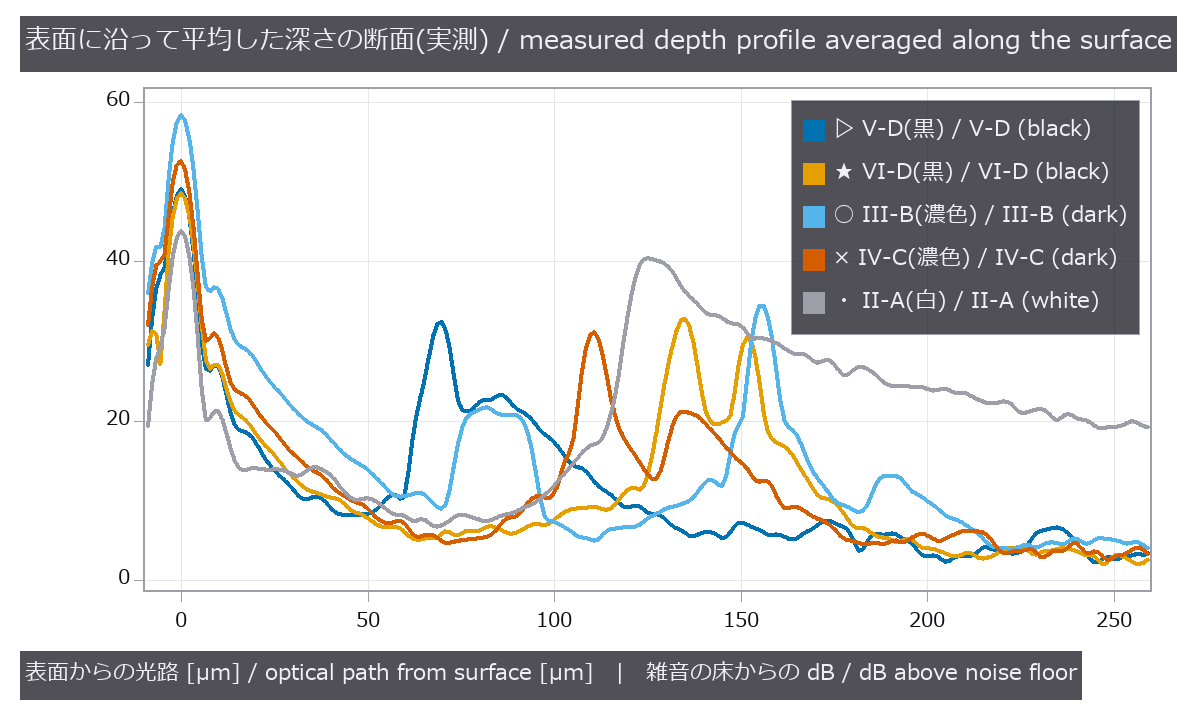 表面に沿って平均した深さの断面(実測) / measured depth profile averaged along the surface
60
40
20
0
0 50 100 150 200 250
▷ V-D(黒) / V-D (black)
★ VI-D(黒) / VI-D (black)
○ III-B(濃色) / III-B (dark)
× IV-C(濃色) / IV-C (dark)
・ II-A(白) / II-A (white)
表面からの光路 [µm] / optical path from surface [µm] | 雑音の床からの dB / dB above noise floor